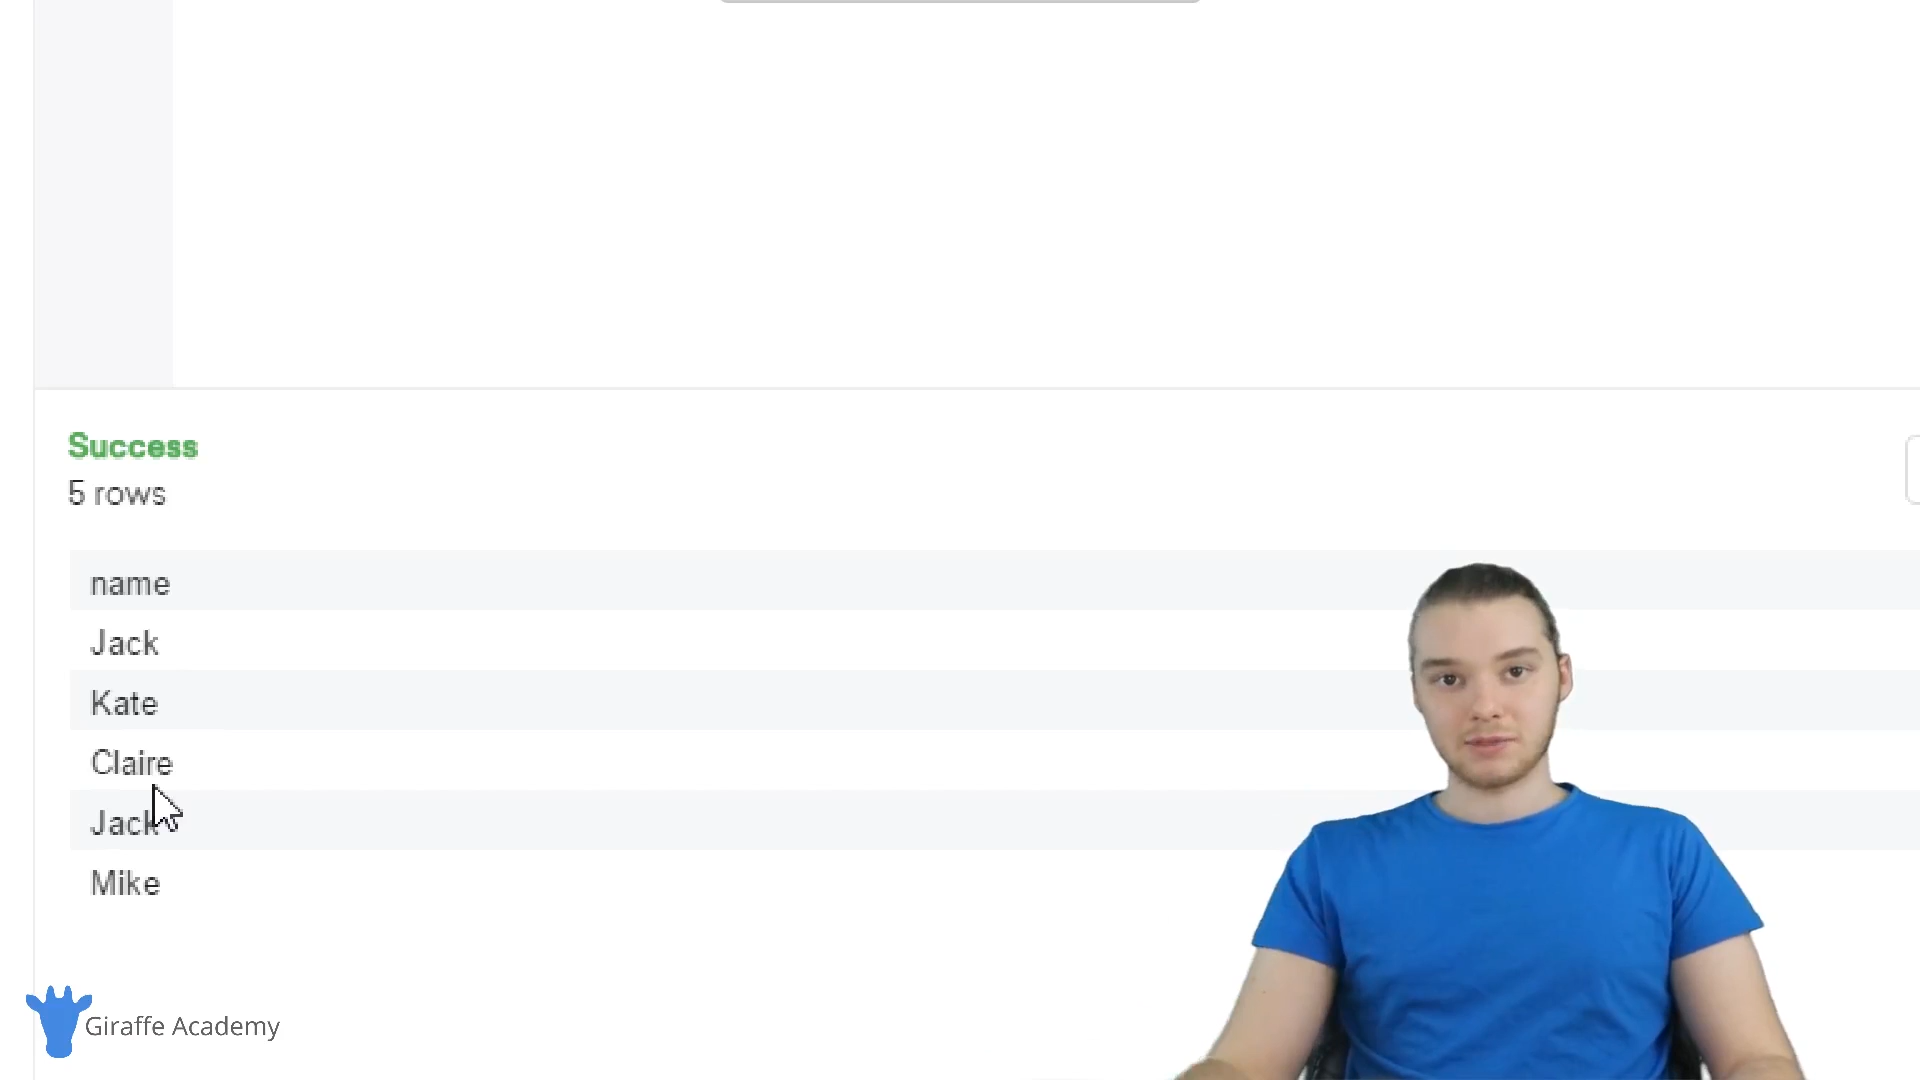 Success
5 rows
name
Jack
Kate
Claire
Jack
Mike
Giraffe Academy